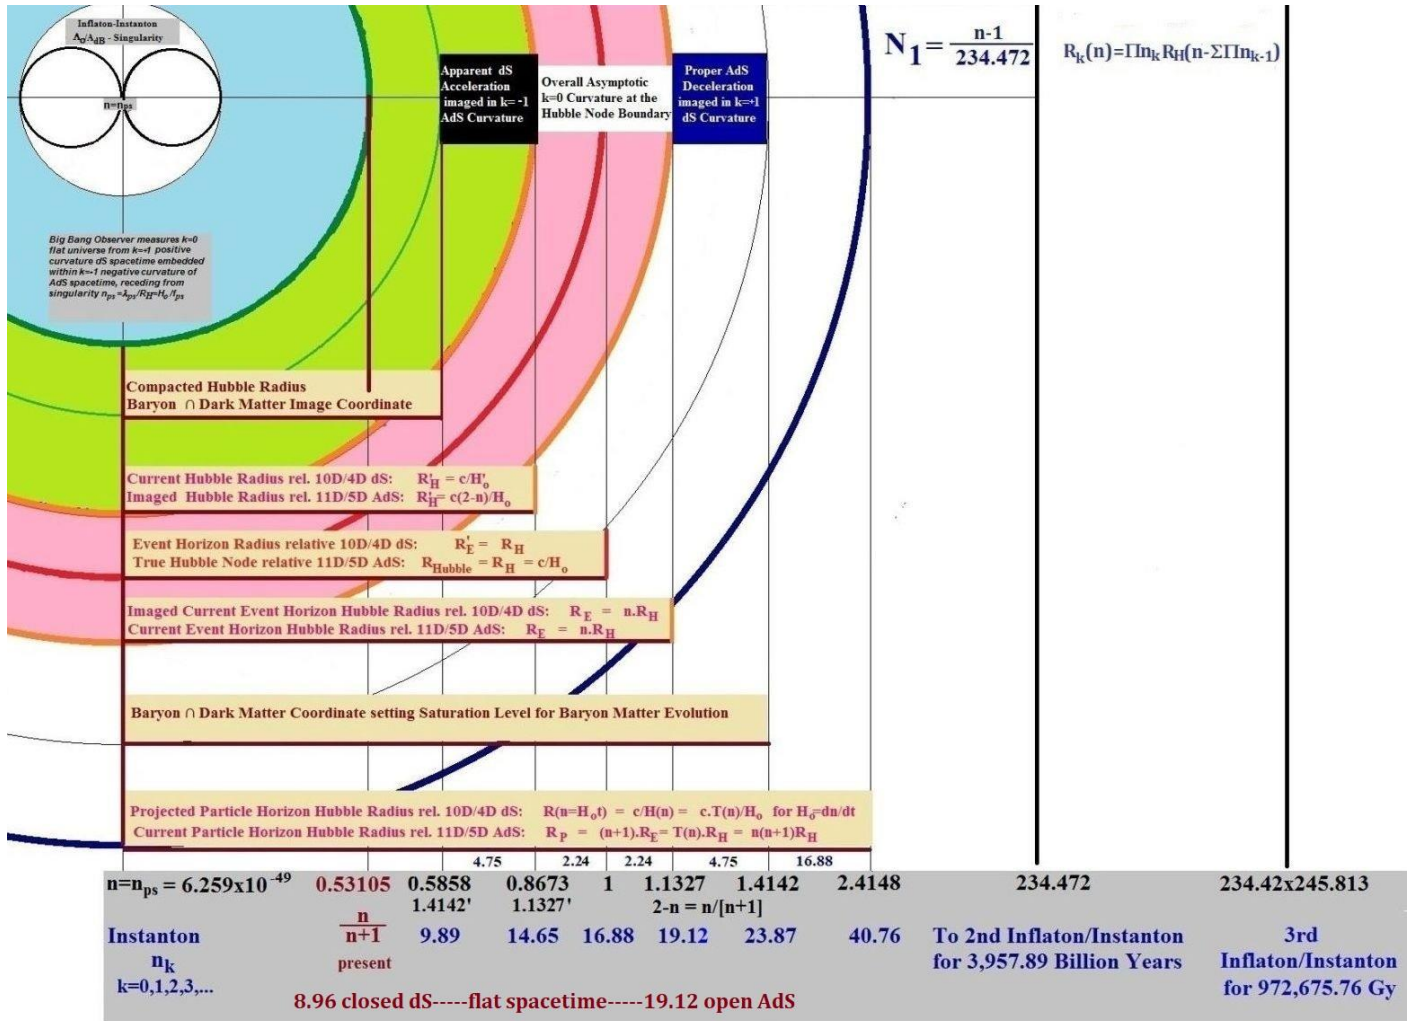 Inflaton-Instanton
Λo/AdB - Singularity
n=nps
Big Bang Observer measures k=0
flat universe from k=+1 positive
curvature dS spacetime embedded
within k=-1 negative curvature of
AdS spacetime, receding from
singularity nps=λps/RH=Ho/fps
Apparent dS
Acceleration
imaged in k= -1
AdS Curvature
Overall Asymptotic
k=0 Curvature at the
Hubble Node Boundary
Proper AdS
Deceleration
imaged in k=+1
dS Curvature
N1 = n-1
234.472
Rk(n)=ΠnkRH(n-ΣΠnk-1)
Compacted Hubble Radius
Baryon ∩ Dark Matter Image Coordinate
Current Hubble Radius rel. 10D/4D dS: R'H = c/H'o
Imaged Hubble Radius rel. 11D/5D AdS: R'H= c(2-n)/Ho
Event Horizon Radius relative 10D/4D dS: R'E = RH
True Hubble Node relative 11D/5D AdS: RHubble = RH = c/Ho
Imaged Current Event Horizon Hubble Radius rel. 10D/4D dS: RE = n.RH
Current Event Horizon Hubble Radius rel. 11D/5D AdS: RE = n.RH
Baryon ∩ Dark Matter Coordinate setting Saturation Level for Baryon Matter Evolution
Projected Particle Horizon Hubble Radius rel. 10D/4D dS: R(n=Hot) = c/H(n) = c.T(n)/Ho for Ho=dn/dt
Current Particle Horizon Hubble Radius rel. 11D/5D AdS: RP = (n+1).RE= T(n).RH = n(n+1)RH
4.75 2.24 2.24 4.75 16.88
n=nps = 6.259x10-49 0.53105 0.5858 0.8673 1 1.1327 1.4142 2.4148 234.472 234.42x245.813
1.4142' 1.1327' 2-n = n/[n+1]
n
n+1
present
Instanton 9.89 14.65 16.88 19.12 23.87 40.76 To 2nd Inflaton/Instanton 3rd
nk for 3,957.89 Billion Years Inflaton/Instanton
k=0,1,2,3,... for 972,675.76 Gy
8.96 closed dS-----flat spacetime-----19.12 open AdS